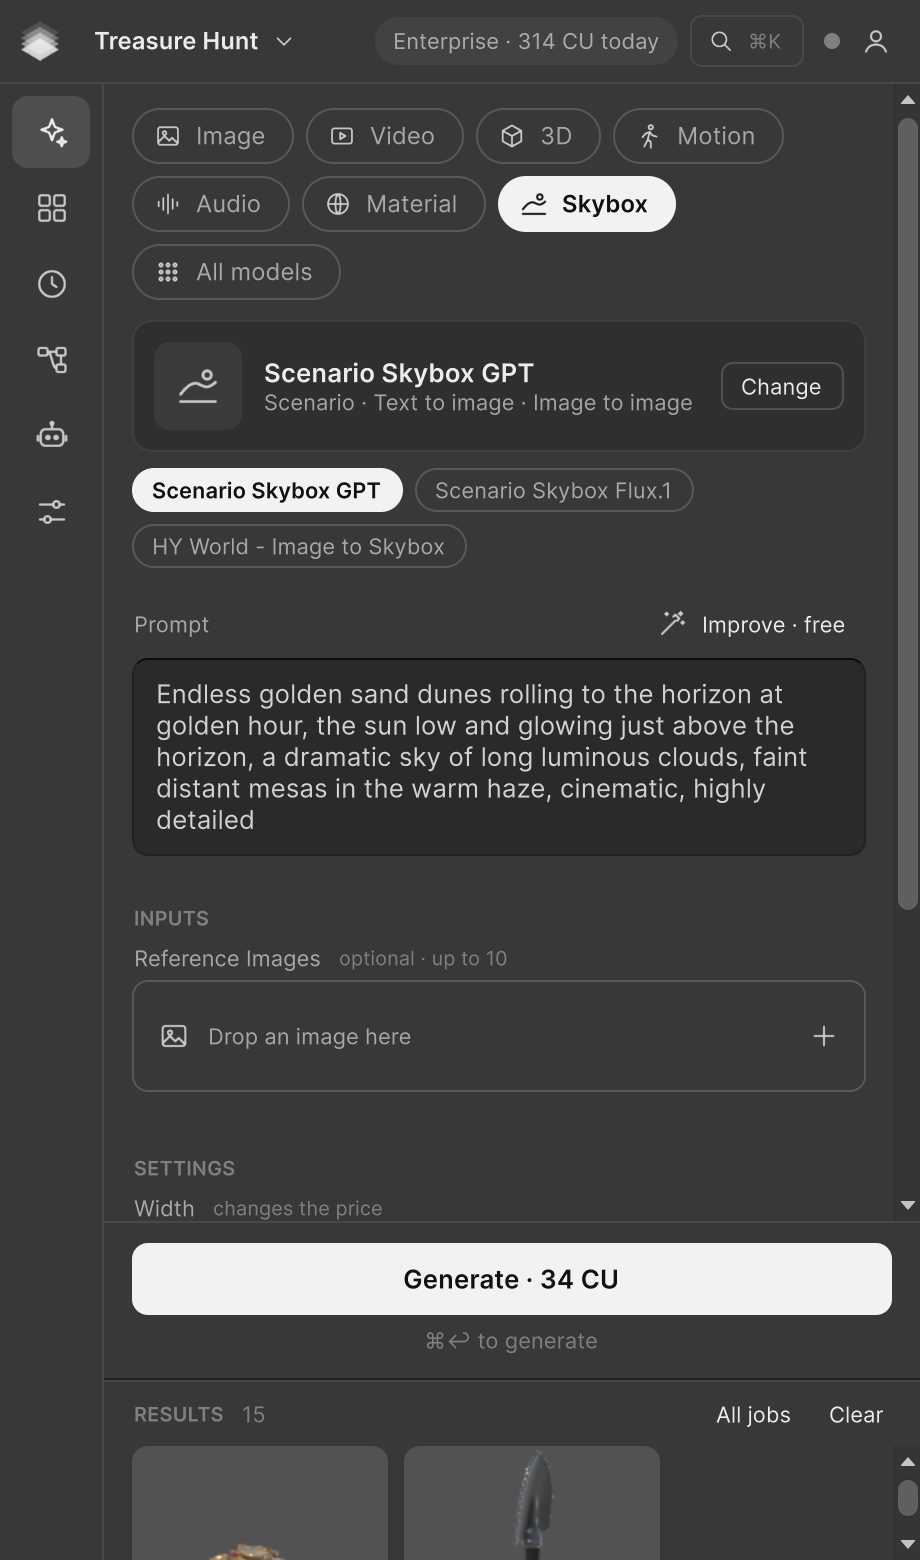 Treasure Hunt
Enterprise · 314 CU today
⌘K
Image
Video
3D
Motion
Audio
Material
Skybox
All models
Scenario Skybox GPT
Scenario · Text to image · Image to image
Change
Scenario Skybox GPT
Scenario Skybox Flux.1
HY World - Image to Skybox
Prompt
Improve · free
Endless golden sand dunes rolling to the horizon at
golden hour, the sun low and glowing just above the
horizon, a dramatic sky of long luminous clouds, faint
distant mesas in the warm haze, cinematic, highly
detailed
INPUTS
Reference Images optional · up to 10
Drop an image here
SETTINGS
Width changes the price
Generate · 34 CU
⌘↩ to generate
RESULTS 15
All jobs
Clear